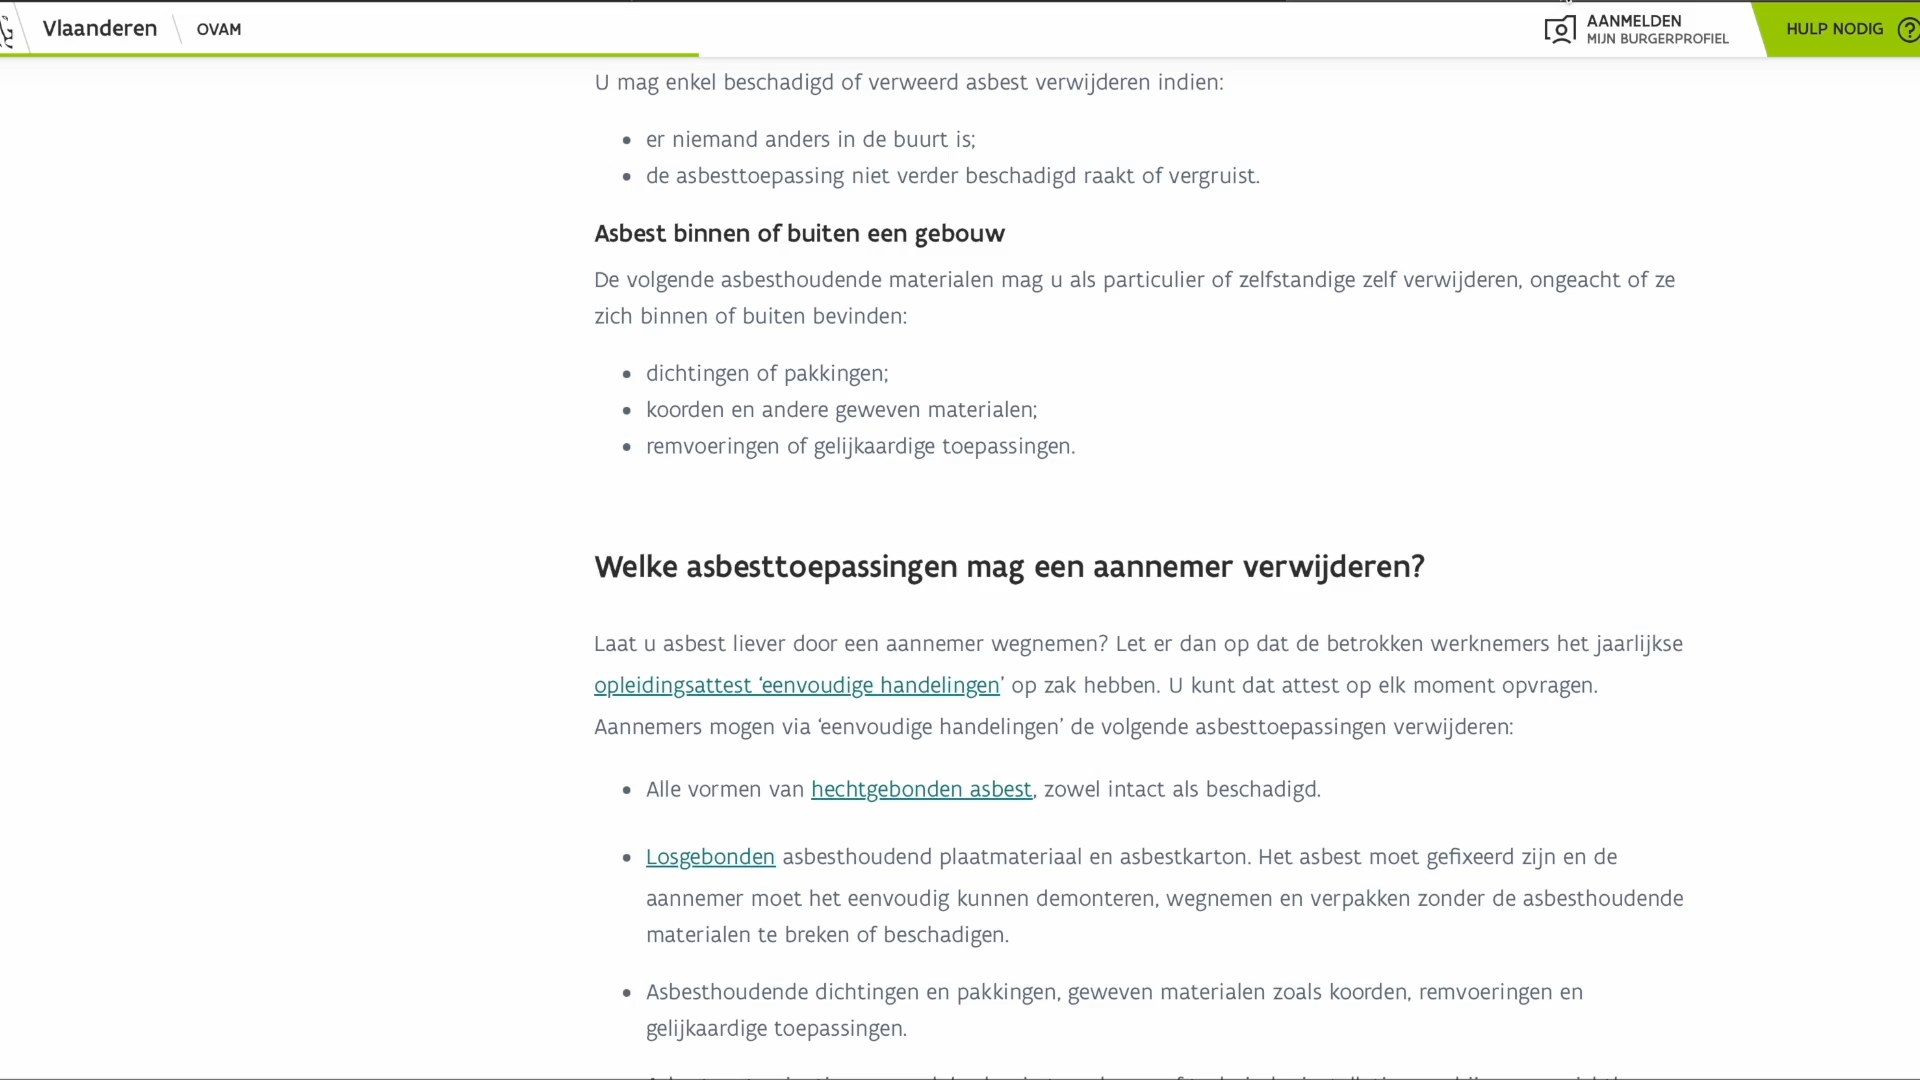 Vlaanderen
OVAM
AANMELDEN
MIJN BURGERPROFIEL
HULP NODIG
U mag enkel beschadigd of verweerd asbest verwijderen indien:
er niemand anders in de buurt is;
de asbesttoepassing niet verder beschadigd raakt of vergruist.
Asbest binnen of buiten een gebouw
De volgende asbesthoudende materialen mag u als particulier of zelfstandige zelf verwijderen, ongeacht of ze
zich binnen of buiten bevinden:
dichtingen of pakkingen;
koorden en andere geweven materialen;
remvoeringen of gelijkaardige toepassingen.
Welke asbesttoepassingen mag een aannemer verwijderen?
Laat u asbest liever door een aannemer wegnemen? Let er dan op dat de betrokken werknemers het jaarlijkse
opleidingsattest ‘eenvoudige handelingen’ op zak hebben. U kunt dat attest op elk moment opvragen.
Aannemers mogen via ‘eenvoudige handelingen’ de volgende asbesttoepassingen verwijderen:
Alle vormen van hechtgebonden asbest, zowel intact als beschadigd.
Losgebonden asbesthoudend plaatmateriaal en asbestkarton. Het asbest moet gefixeerd zijn en de
aannemer moet het eenvoudig kunnen demonteren, wegnemen en verpakken zonder de asbesthoudende
materialen te breken of beschadigen.
Asbesthoudende dichtingen en pakkingen, geweven materialen zoals koorden, remvoeringen en
gelijkaardige toepassingen.